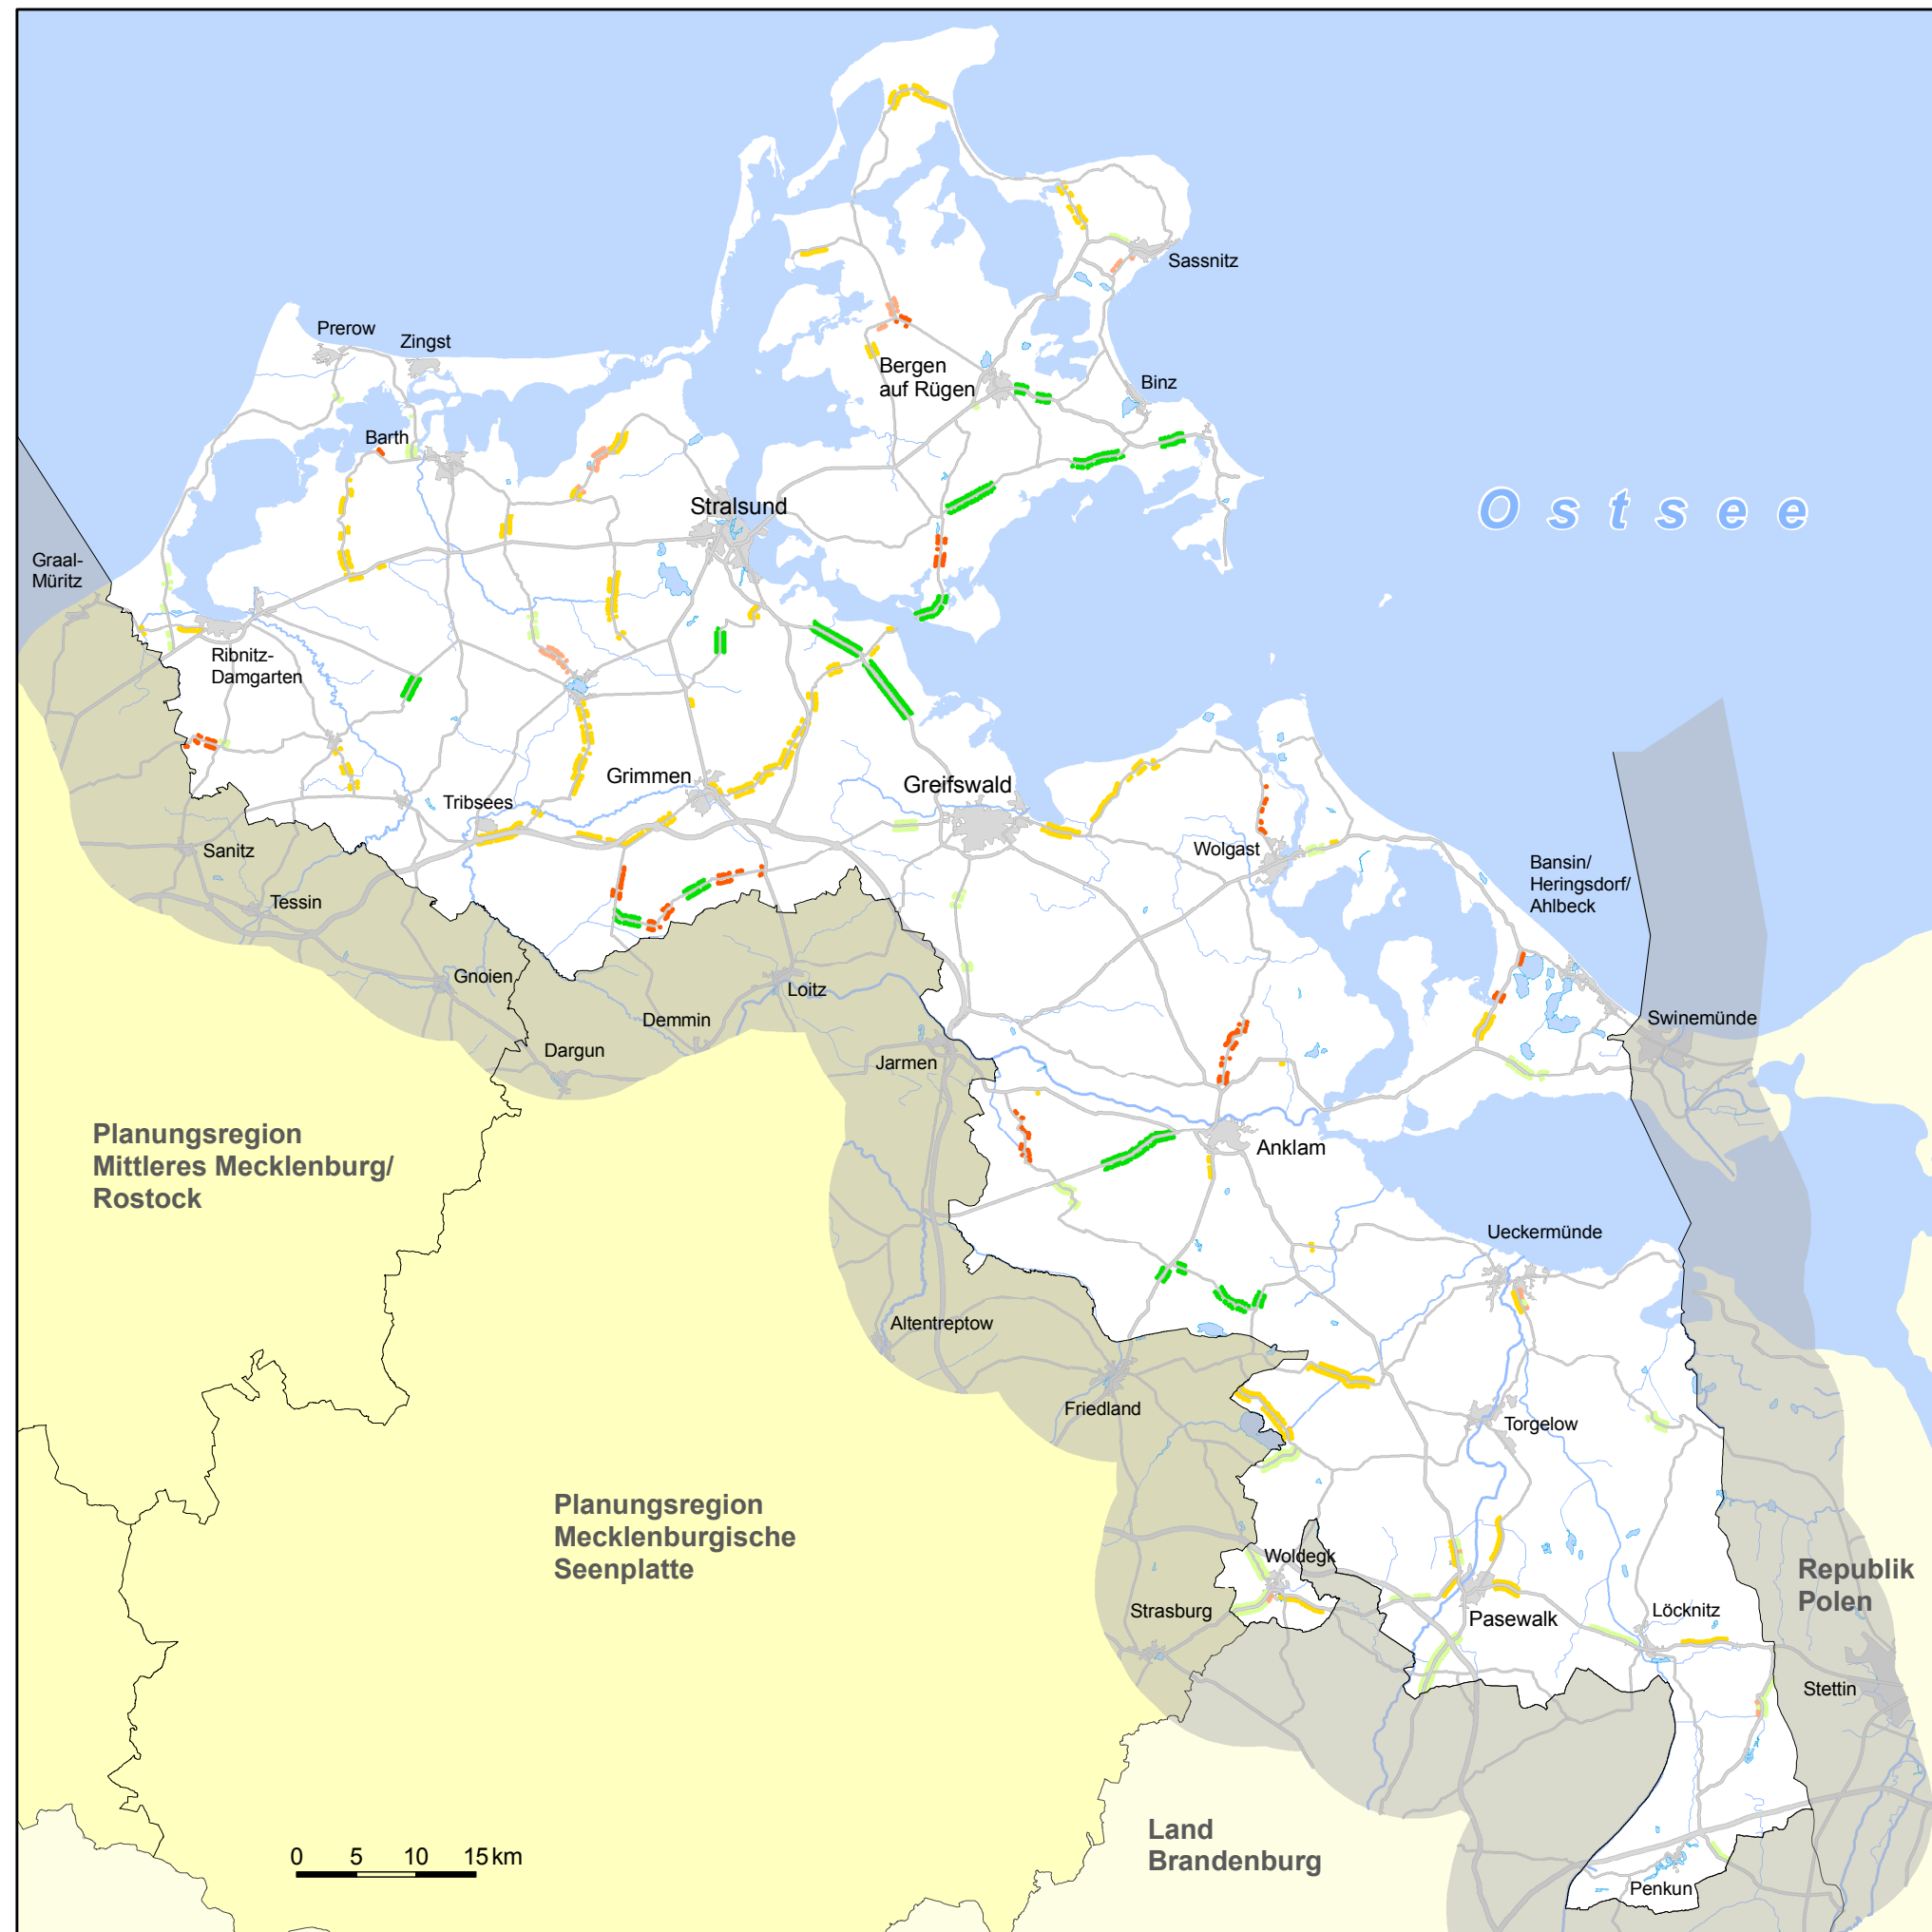 Sassnitz
Prerow
Zingst
Bergen
auf Rügen
Binz
Barth
Stralsund
Ostsee
Graal-
Müritz
Ribnitz-
Damgarten
Grimmen
Greifswald
Tribsees
Wolgast
Sanitz
Bansin/
Heringsdorf/
Ahlbeck
Tessin
Gnoien
Loitz
Demmin
Swinemünde
Dargun
Jarmen
Planungsregion
Mittleres Mecklenburg/
Rostock
Anklam
Ueckermünde
Altentreptow
Friedland
Torgelow
Planungsregion
Mecklenburgische
Seenplatte
Woldegk
Republik
Polen
Strasburg
Pasewalk
Löcknitz
Stettin
Land
Brandenburg
0 5 10 15 km
Penkun